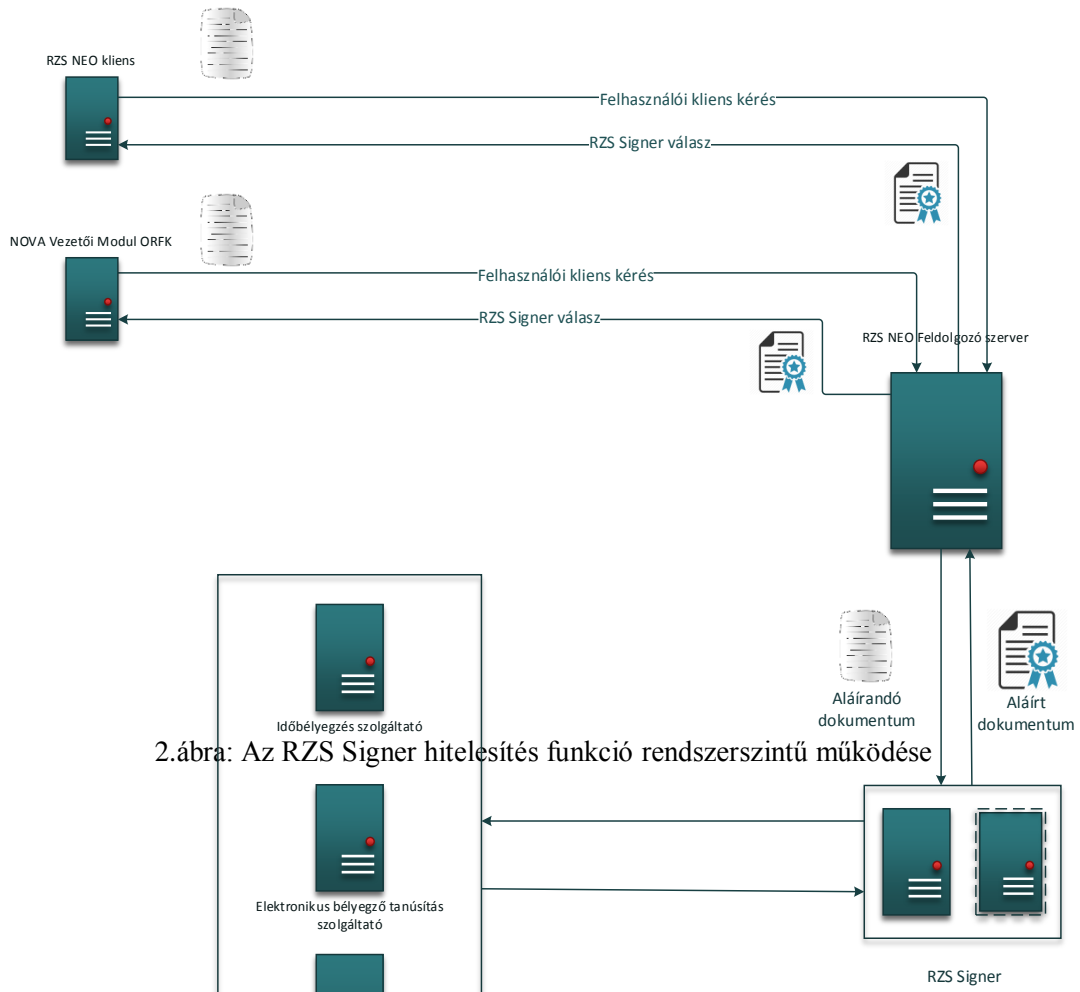 RZS NEO kliens
Felhasználói kliens kérés
RZS Signer válasz
NOVA Vezetői Modul ORFK
Felhasználói kliens kérés
RZS Signer válasz
RZS NEO Feldolgozó szerver
Aláírandó
dokumentum
Aláírt
dokumentum
Időbélyegzés szolgáltató
2.ábra: Az RZS Signer hitelesítés funkció rendszerszintű működése
Elektronikus bélyegző tanúsítás
szolgáltató
RZS Signer